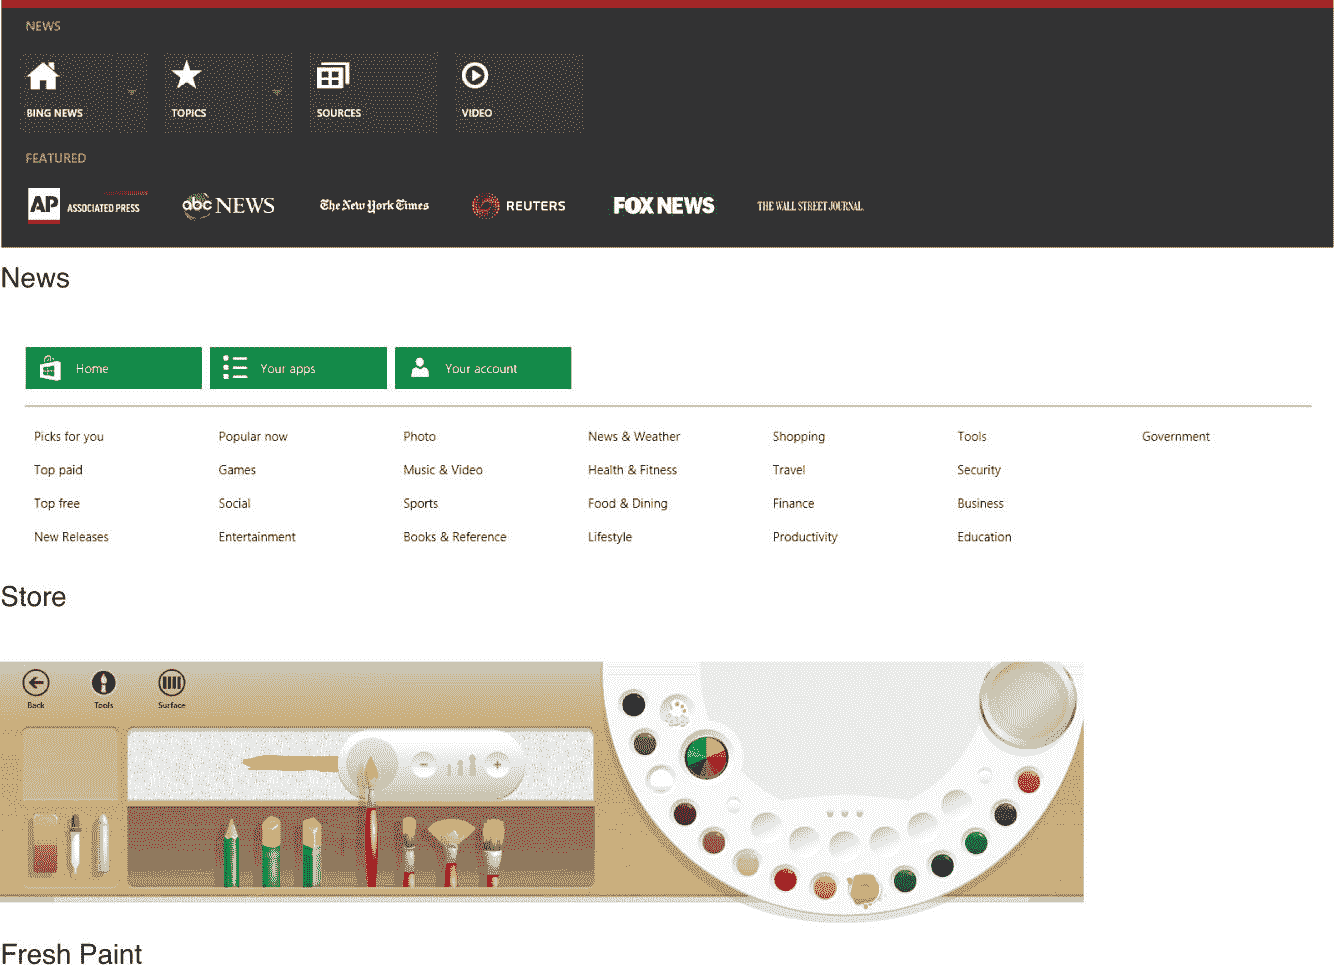 NEWS
BING NEWS TOPICS SOURCES VIDEO
FEATURED
AP ASSOCIATED PRESS abc NEWS The New York Times REUTERS FOX NEWS THE WALL STREET JOURNAL.
News
Home Your apps Your account
Picks for you Popular now Photo News & Weather Shopping Tools Government
Top paid Games Music & Video Health & Fitness Travel Security
Top free Social Sports Food & Dining Finance Business
New Releases Entertainment Books & Reference Lifestyle Productivity Education
Store
Back Tools Surface
Fresh Paint